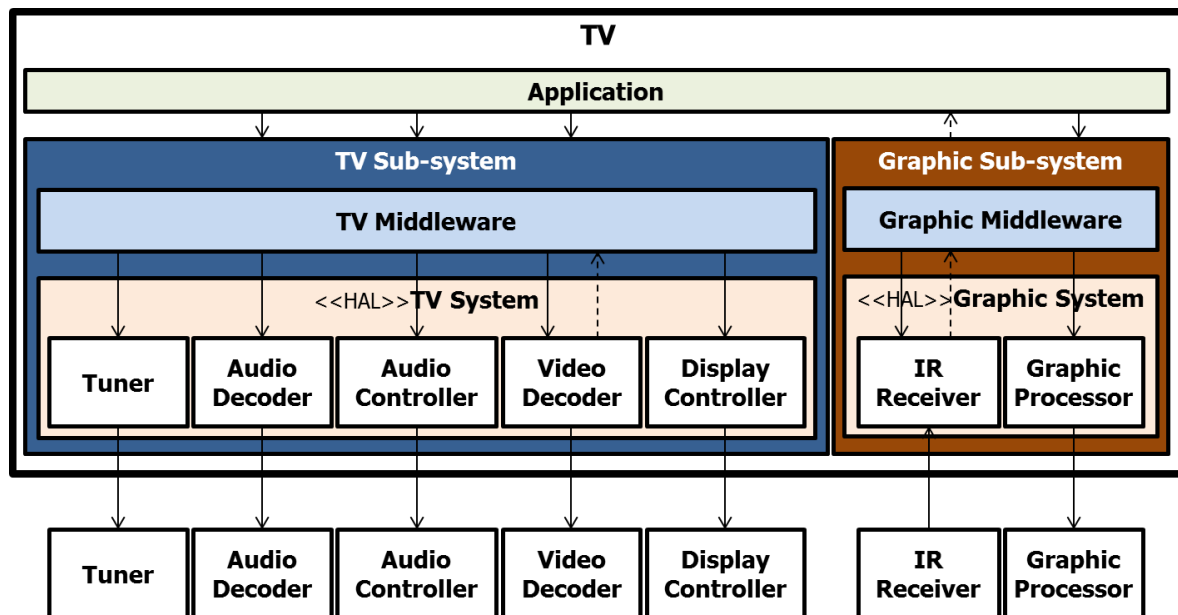 TV
Application
TV Sub-system
Graphic Sub-system
TV Middleware
Graphic Middleware
<<HAL>>TV System
<<HAL>>Graphic System
Tuner
Audio
Decoder
Audio
Controller
Video
Decoder
Display
Controller
IR
Receiver
Graphic
Processor
Tuner
Audio
Decoder
Audio
Controller
Video
Decoder
Display
Controller
IR
Receiver
Graphic
Processor